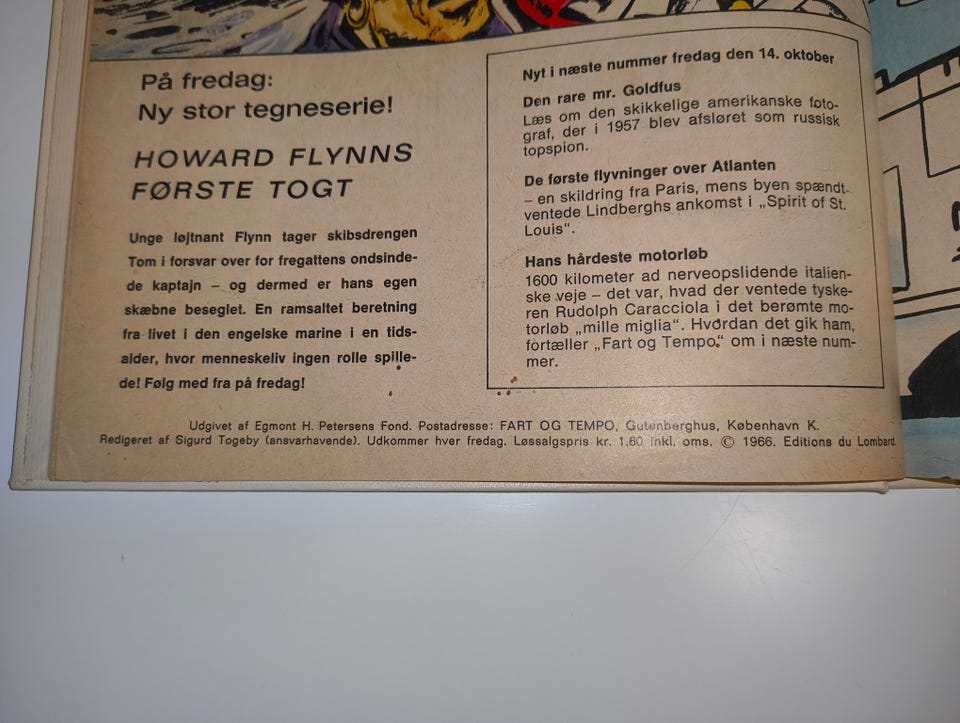 På fredag:
Ny stor tegneserie!
HOWARD FLYNNS
FØRSTE TOGT
Unge løjtnant Flynn tager skibsdrengen
Tom i forsvar over for fregattens ondsinde-
de kaptajn – og dermed er hans egen
skæbne beseglet. En ramsaltet beretning
fra livet i den engelske marine i en tids-
alder, hvor menneskeliv ingen rolle spille-
de! Følg med fra på fredag!
Nyt i næste nummer fredag den 14. oktober
Den rare mr. Goldfus
Læs om den skikkelige amerikanske foto-
graf, der i 1957 blev afsløret som russisk
topspion.
De første flyvninger over Atlanten
– en skildring fra Paris, mens byen spændt
ventede Lindberghs ankomst i „Spirit of St.
Louis“.
Hans hårdeste motorløb
1600 kilometer ad nerveopslidende italien-
ske veje – det var, hvad der ventede tyske-
ren Rudolph Caracciola i det berømte mo-
torløb „mille miglia“. Hvordan det gik ham,
fortæller „Fart og Tempo“ om i næste num-
mer.
Udgivet af Egmont H. Petersens Fond. Postadresse: FART OG TEMPO, Gutenberghus, København K.
Redigeret af Sigurd Togeby (ansvarhavende). Udkommer hver fredag. Løssalgspris kr. 1.60 inkl. oms. © 1966. Editions du Lombard.